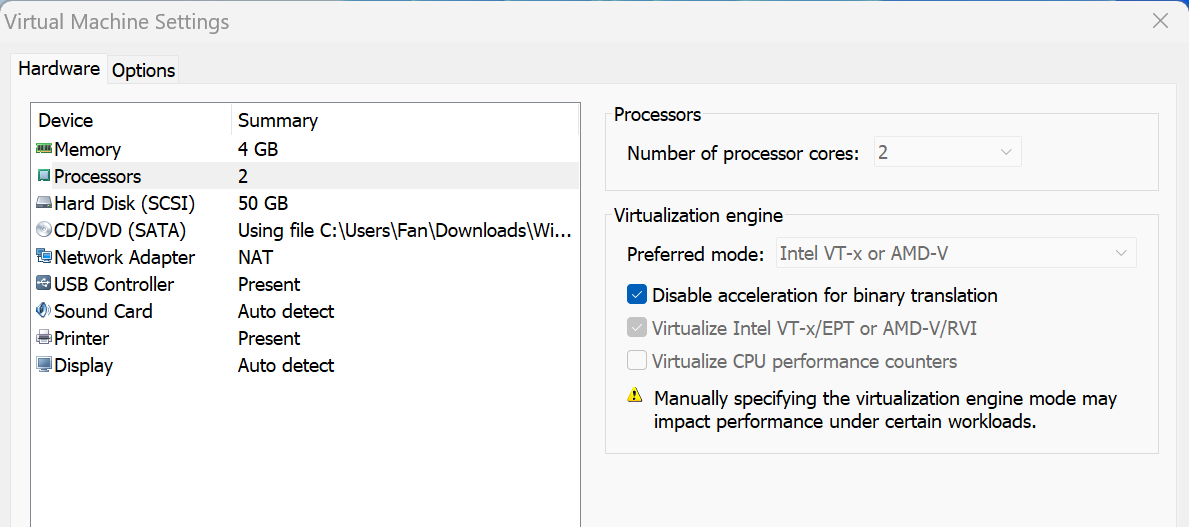 Virtual Machine Settings
Hardware Options
Device Summary
Memory 4 GB
Processors 2
Hard Disk (SCSI) 50 GB
CD/DVD (SATA) Using file C:\Users\Fan\Downloads\Wi...
Network Adapter NAT
USB Controller Present
Sound Card Auto detect
Printer Present
Display Auto detect
Processors
Number of processor cores: 2
Virtualization engine
Preferred mode: Intel VT-x or AMD-V
Disable acceleration for binary translation
Virtualize Intel VT-x/EPT or AMD-V/RVI
Virtualize CPU performance counters
Manually specifying the virtualization engine mode may
impact performance under certain workloads.